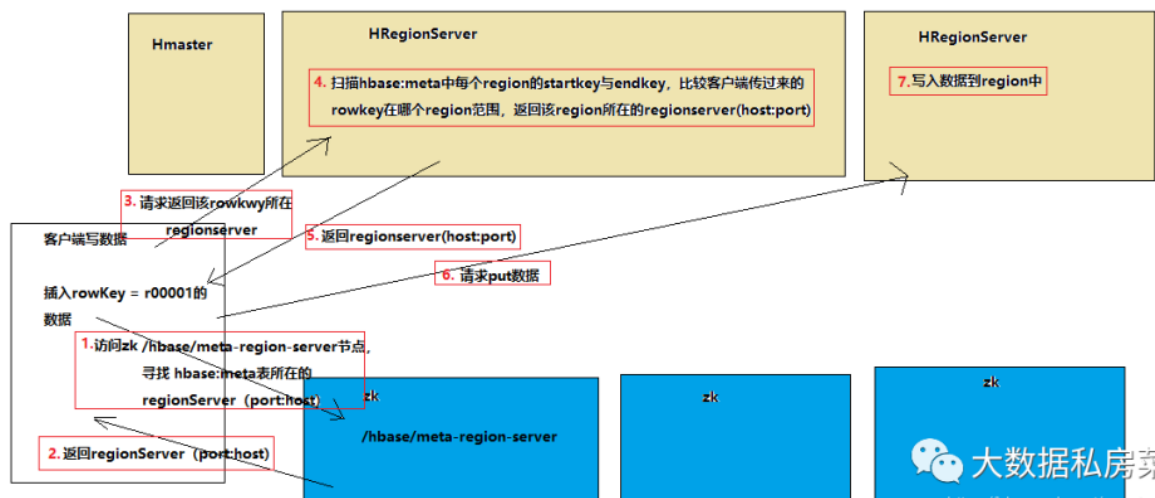 Hmaster
HRegionServer
4. 扫描hbase:meta中每个region的startkey与endkey，比较客户端传过来的
rowkey在哪个region范围，返回该region所在的regionserver(host:port)
HRegionServer
7.写入数据到region中
3. 请求返回该rowkwy所在
regionserver
客户端写数据
5.返回regionserver(host:port)
6. 请求put数据
插入rowKey = r00001的
数据
1.访问zk /hbase/meta-region-server节点，
寻找 hbase:meta表所在的
regionServer（port:host）
zk
/hbase/meta-region-server
zk
zk
2.返回regionServer（port:host）
大数据私房菜